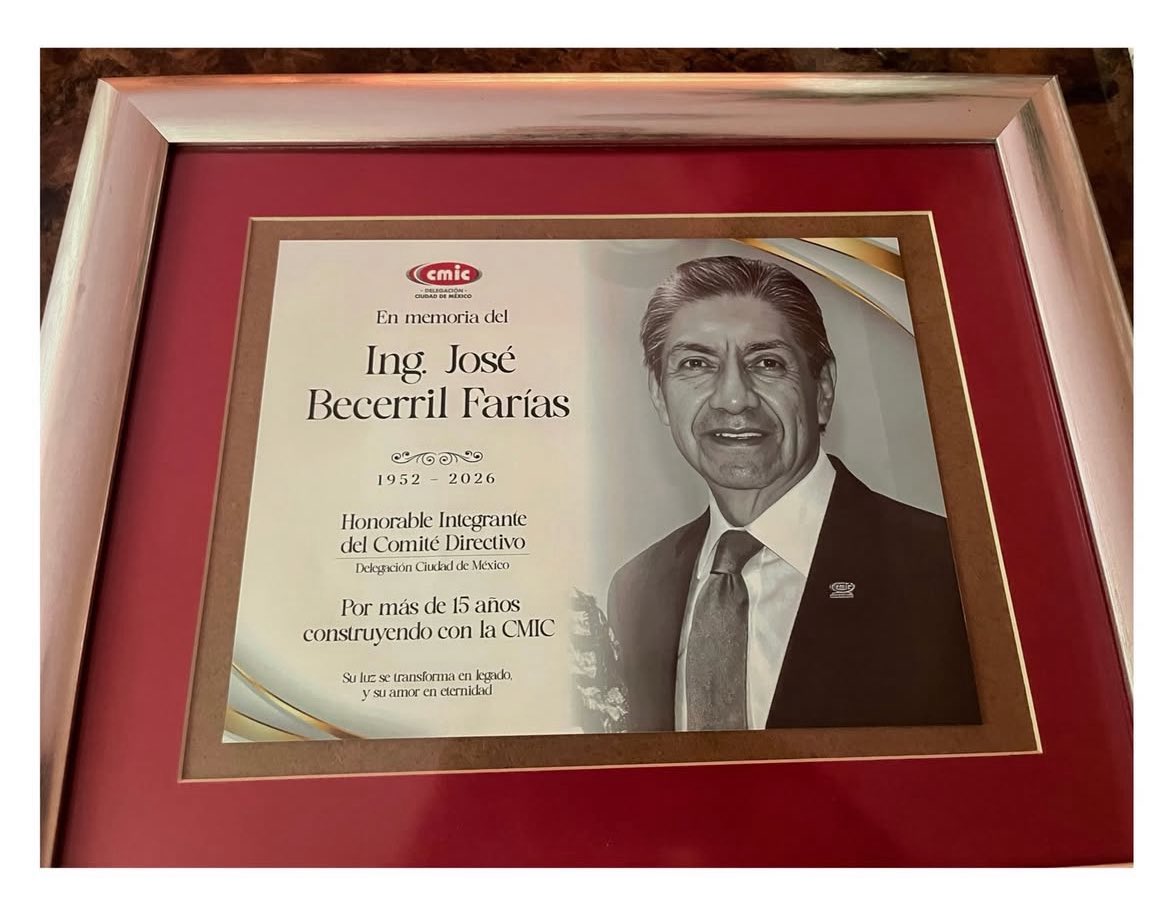 cmic
- DELEGACIÓN -
CIUDAD DE MÉXICO
En memoria del
Ing. José
Becerril Farías
1952 - 2026
Honorable Integrante
del Comité Directivo
Delegación Ciudad de México
Por más de 15 años
construyendo con la CMIC
Su luz se transforma en legado,
y su amor en eternidad
cmic